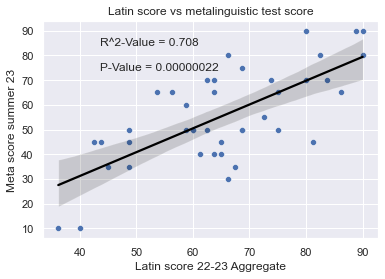 Latin score vs metalinguistic test score
R^2-Value = 0.708
P-Value = 0.00000022
Meta score summer 23
90
80
70
60
50
40
30
20
10
40 50 60 70 80 90
Latin score 22-23 Aggregate